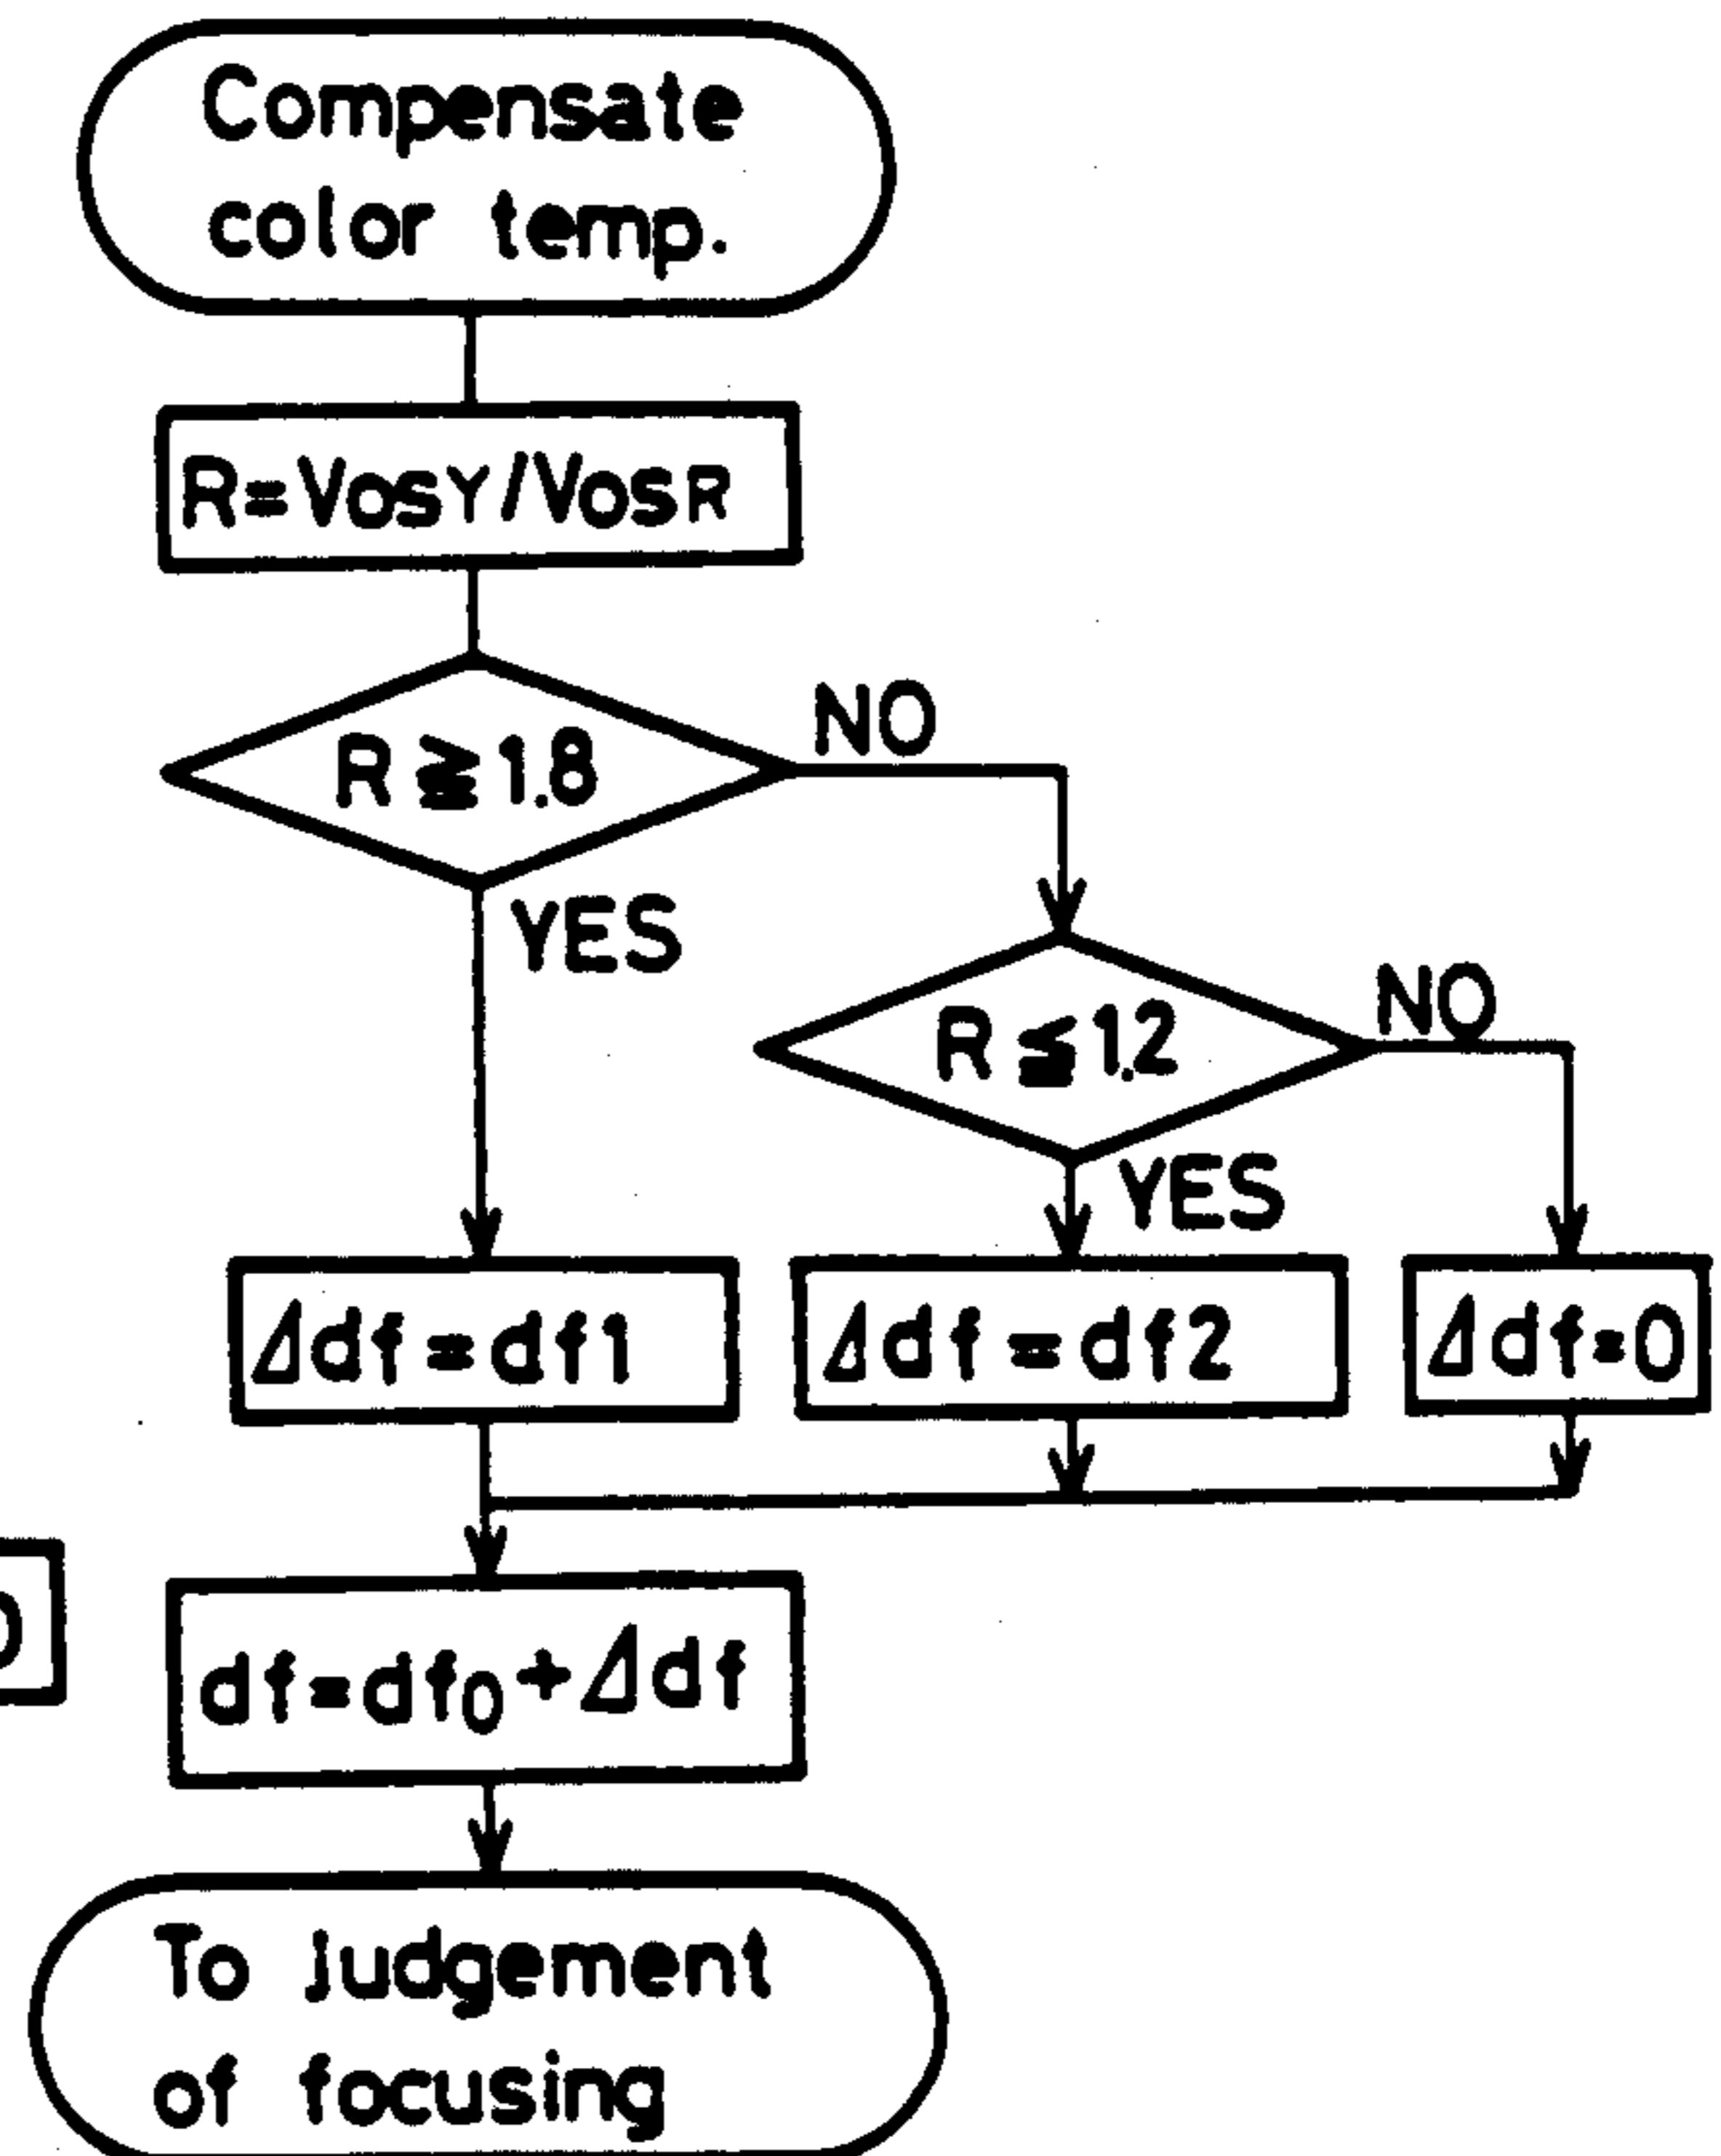 Compensate
color temp.
R=VOSY/VOSR
R≧1.8
NO
YES
R≦1.2
NO
YES
Δdf=df1
Δdf=df2
Δdf=0
df=df₀+Δdf
To judgement
of focusing